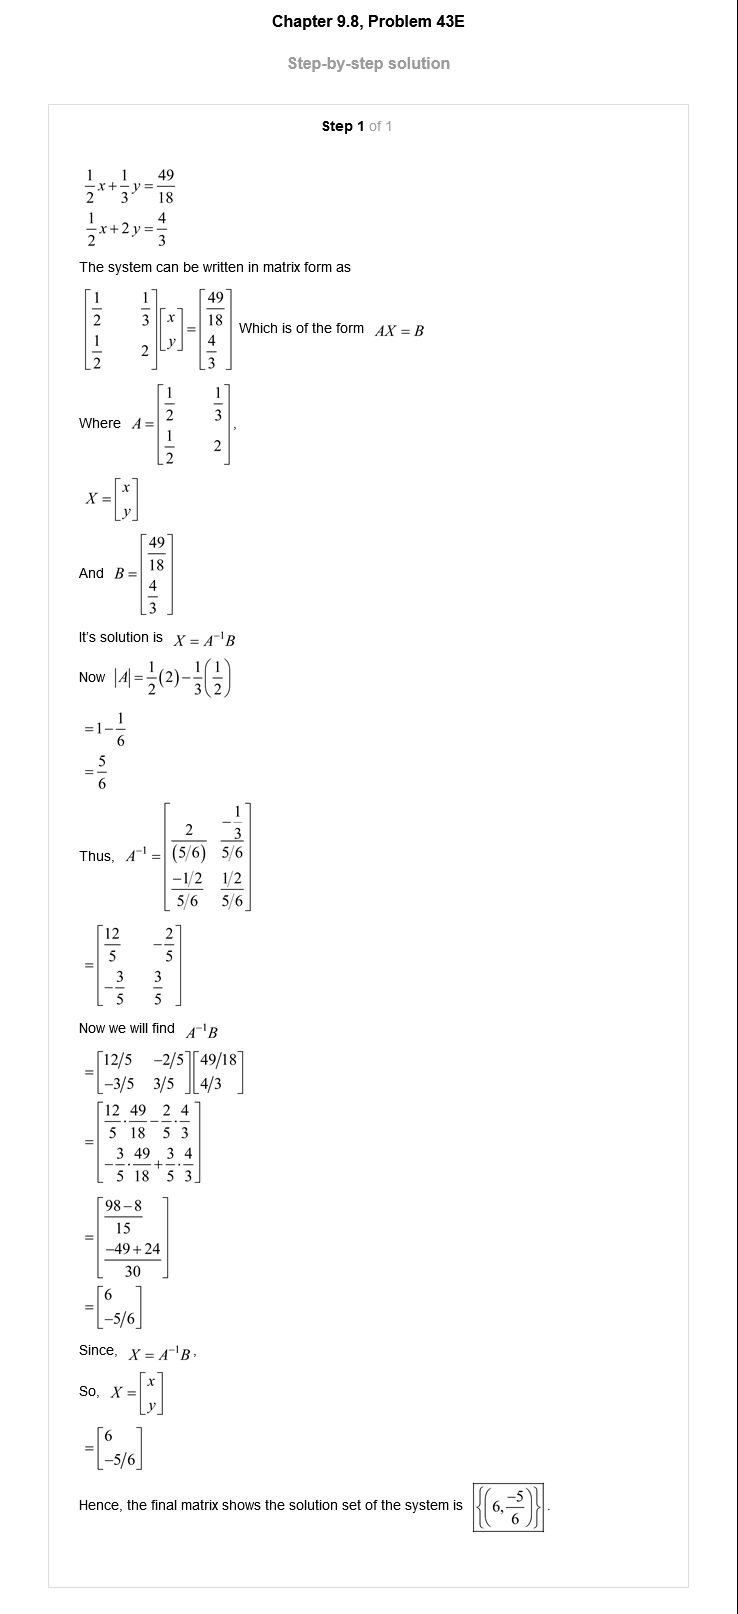 Chapter 9.8, Problem 43E
Step-by-step solution
Step 1 of 1
\frac{1}{2}x+\frac{1}{3}y=\frac{49}{18}
\frac{1}{2}x+2y=\frac{4}{3}
The system can be written in matrix form as
\begin{bmatrix}\frac{1}{2} & \frac{1}{3}\\ \frac{1}{2} & 2\end{bmatrix}\begin{bmatrix}x\\ y\end{bmatrix}=\begin{bmatrix}\frac{49}{18}\\ \frac{4}{3}\end{bmatrix} Which is of the form AX=B
Where A=\begin{bmatrix}\frac{1}{2} & \frac{1}{3}\\ \frac{1}{2} & 2\end{bmatrix},
X=\begin{bmatrix}x\\ y\end{bmatrix}
And B=\begin{bmatrix}\frac{49}{18}\\ \frac{4}{3}\end{bmatrix}
It's solution is X=A^{-1}B
Now |A|=\frac{1}{2}(2)-\frac{1}{3}\left(\frac{1}{2}\right)
=1-\frac{1}{6}
=\frac{5}{6}
Thus, A^{-1}=\begin{bmatrix}\frac{2}{(5/6)} & \frac{-\frac{1}{3}}{5/6}\\ \frac{-1/2}{5/6} & \frac{1/2}{5/6}\end{bmatrix}
=\begin{bmatrix}\frac{12}{5} & -\frac{2}{5}\\ -\frac{3}{5} & \frac{3}{5}\end{bmatrix}
Now we will find A^{-1}B
=\begin{bmatrix}12/5 & -2/5\\ -3/5 & 3/5\end{bmatrix}\begin{bmatrix}49/18\\ 4/3\end{bmatrix}
=\begin{bmatrix}\frac{12}{5}\cdot\frac{49}{18}-\frac{2}{5}\cdot\frac{4}{3}\\ -\frac{3}{5}\cdot\frac{49}{18}+\frac{3}{5}\cdot\frac{4}{3}\end{bmatrix}
=\begin{bmatrix}\frac{98-8}{15}\\ \frac{-49+24}{30}\end{bmatrix}
=\begin{bmatrix}6\\ -5/6\end{bmatrix}
Since, X=A^{-1}B,
So, X=\begin{bmatrix}x\\ y\end{bmatrix}
=\begin{bmatrix}6\\ -5/6\end{bmatrix}
Hence, the final matrix shows the solution set of the system is \boxed{\left\{\left(6,\frac{-5}{6}\right)\right\}}.